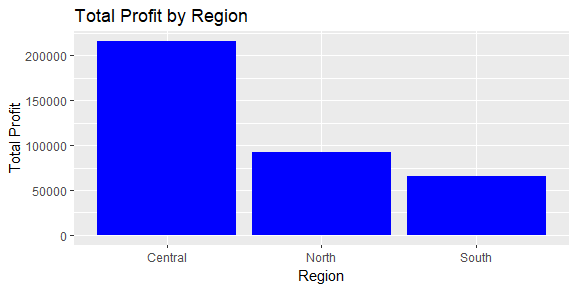 Total Profit by Region
Total Profit
200000
150000
100000
50000
0
Central North South
Region